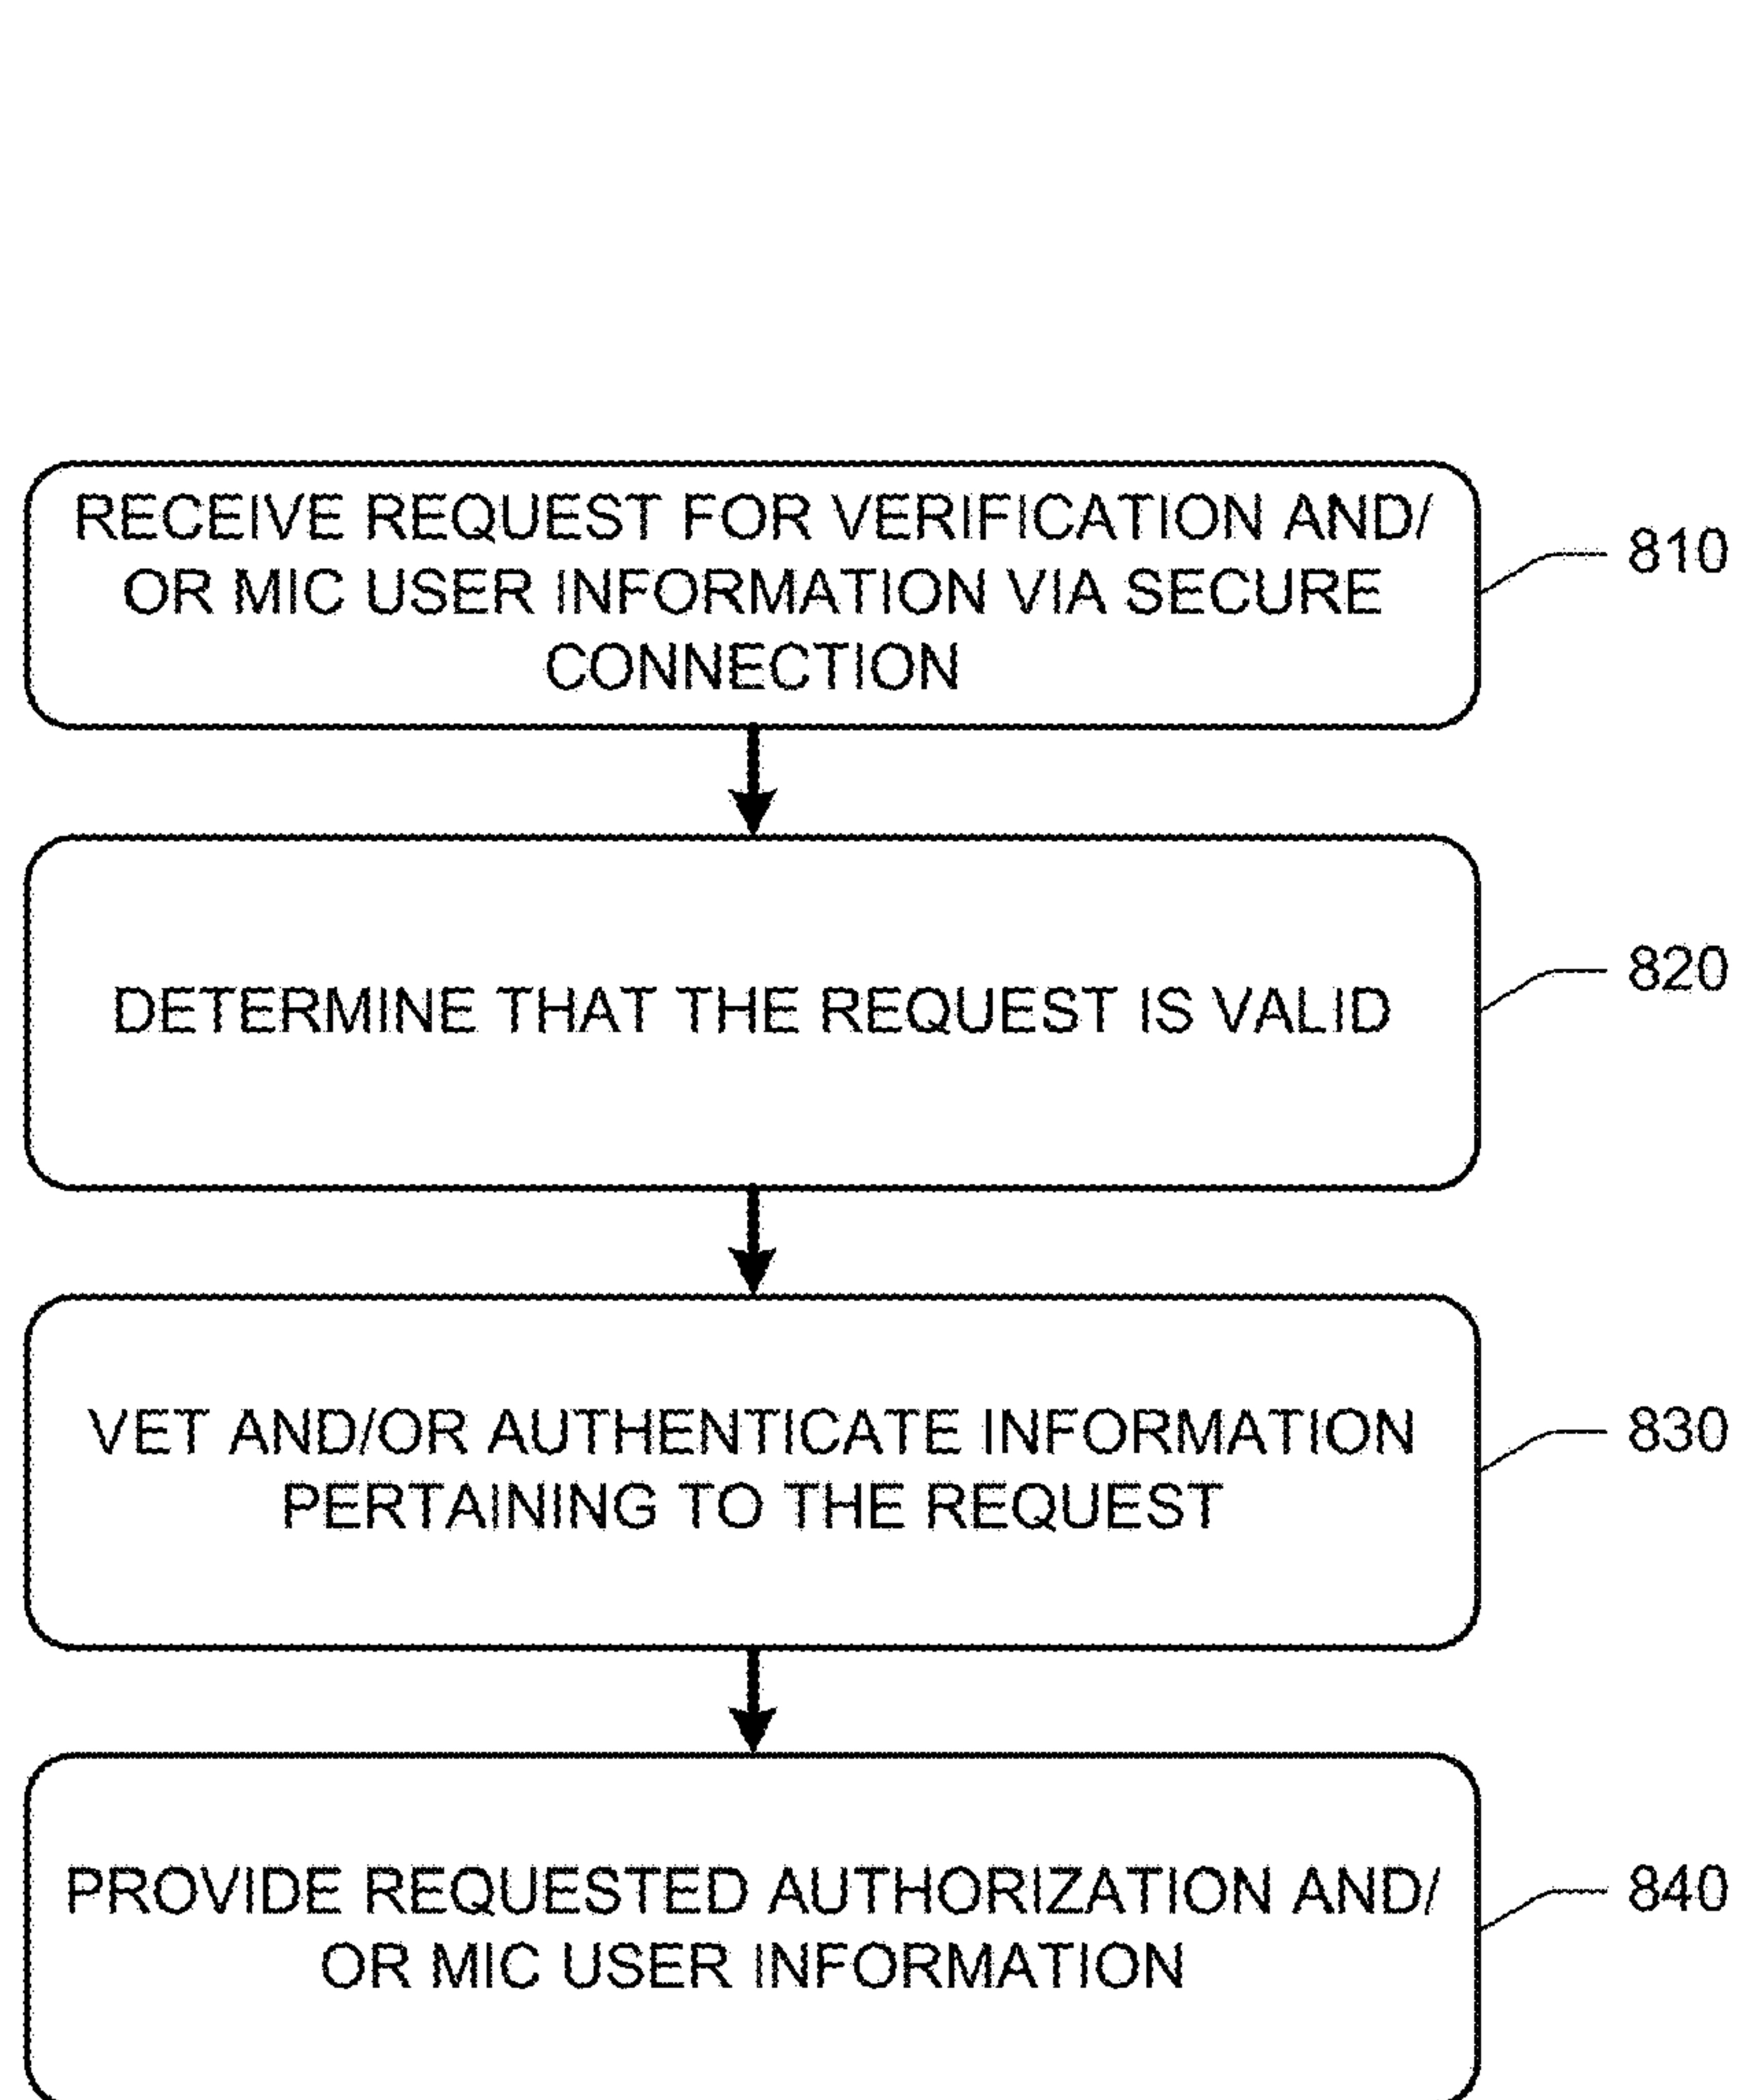 RECEIVE REQUEST FOR VERIFICATION AND/
OR MIC USER INFORMATION VIA SECURE
CONNECTION
810
DETERMINE THAT THE REQUEST IS VALID
820
VET AND/OR AUTHENTICATE INFORMATION
PERTAINING TO THE REQUEST
830
PROVIDE REQUESTED AUTHORIZATION AND/
OR MIC USER INFORMATION
840